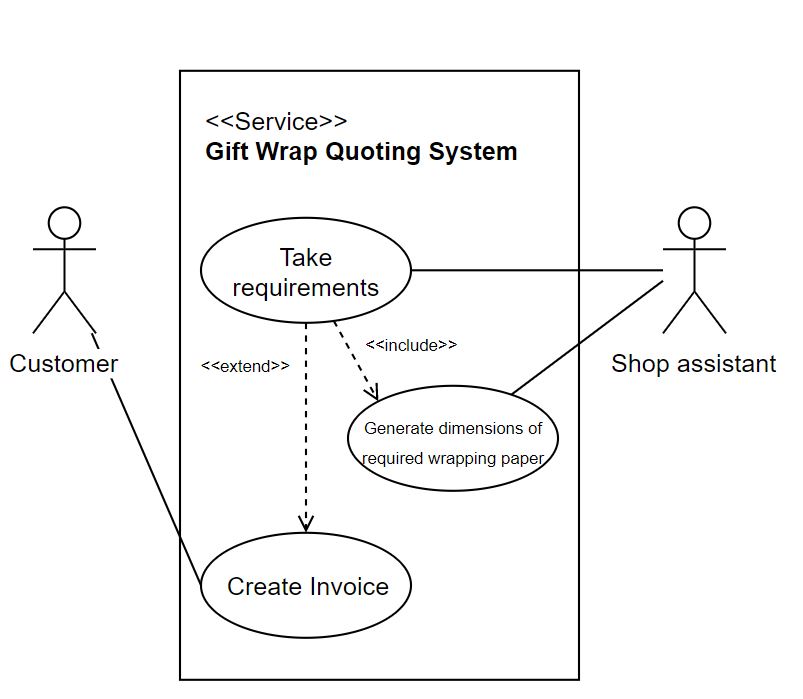 <<Service>>
Gift Wrap Quoting System
Take
requirements
<<include>>
<<extend>>
Customer
Shop assistant
Generate dimensions of
required wrapping paper
Create Invoice